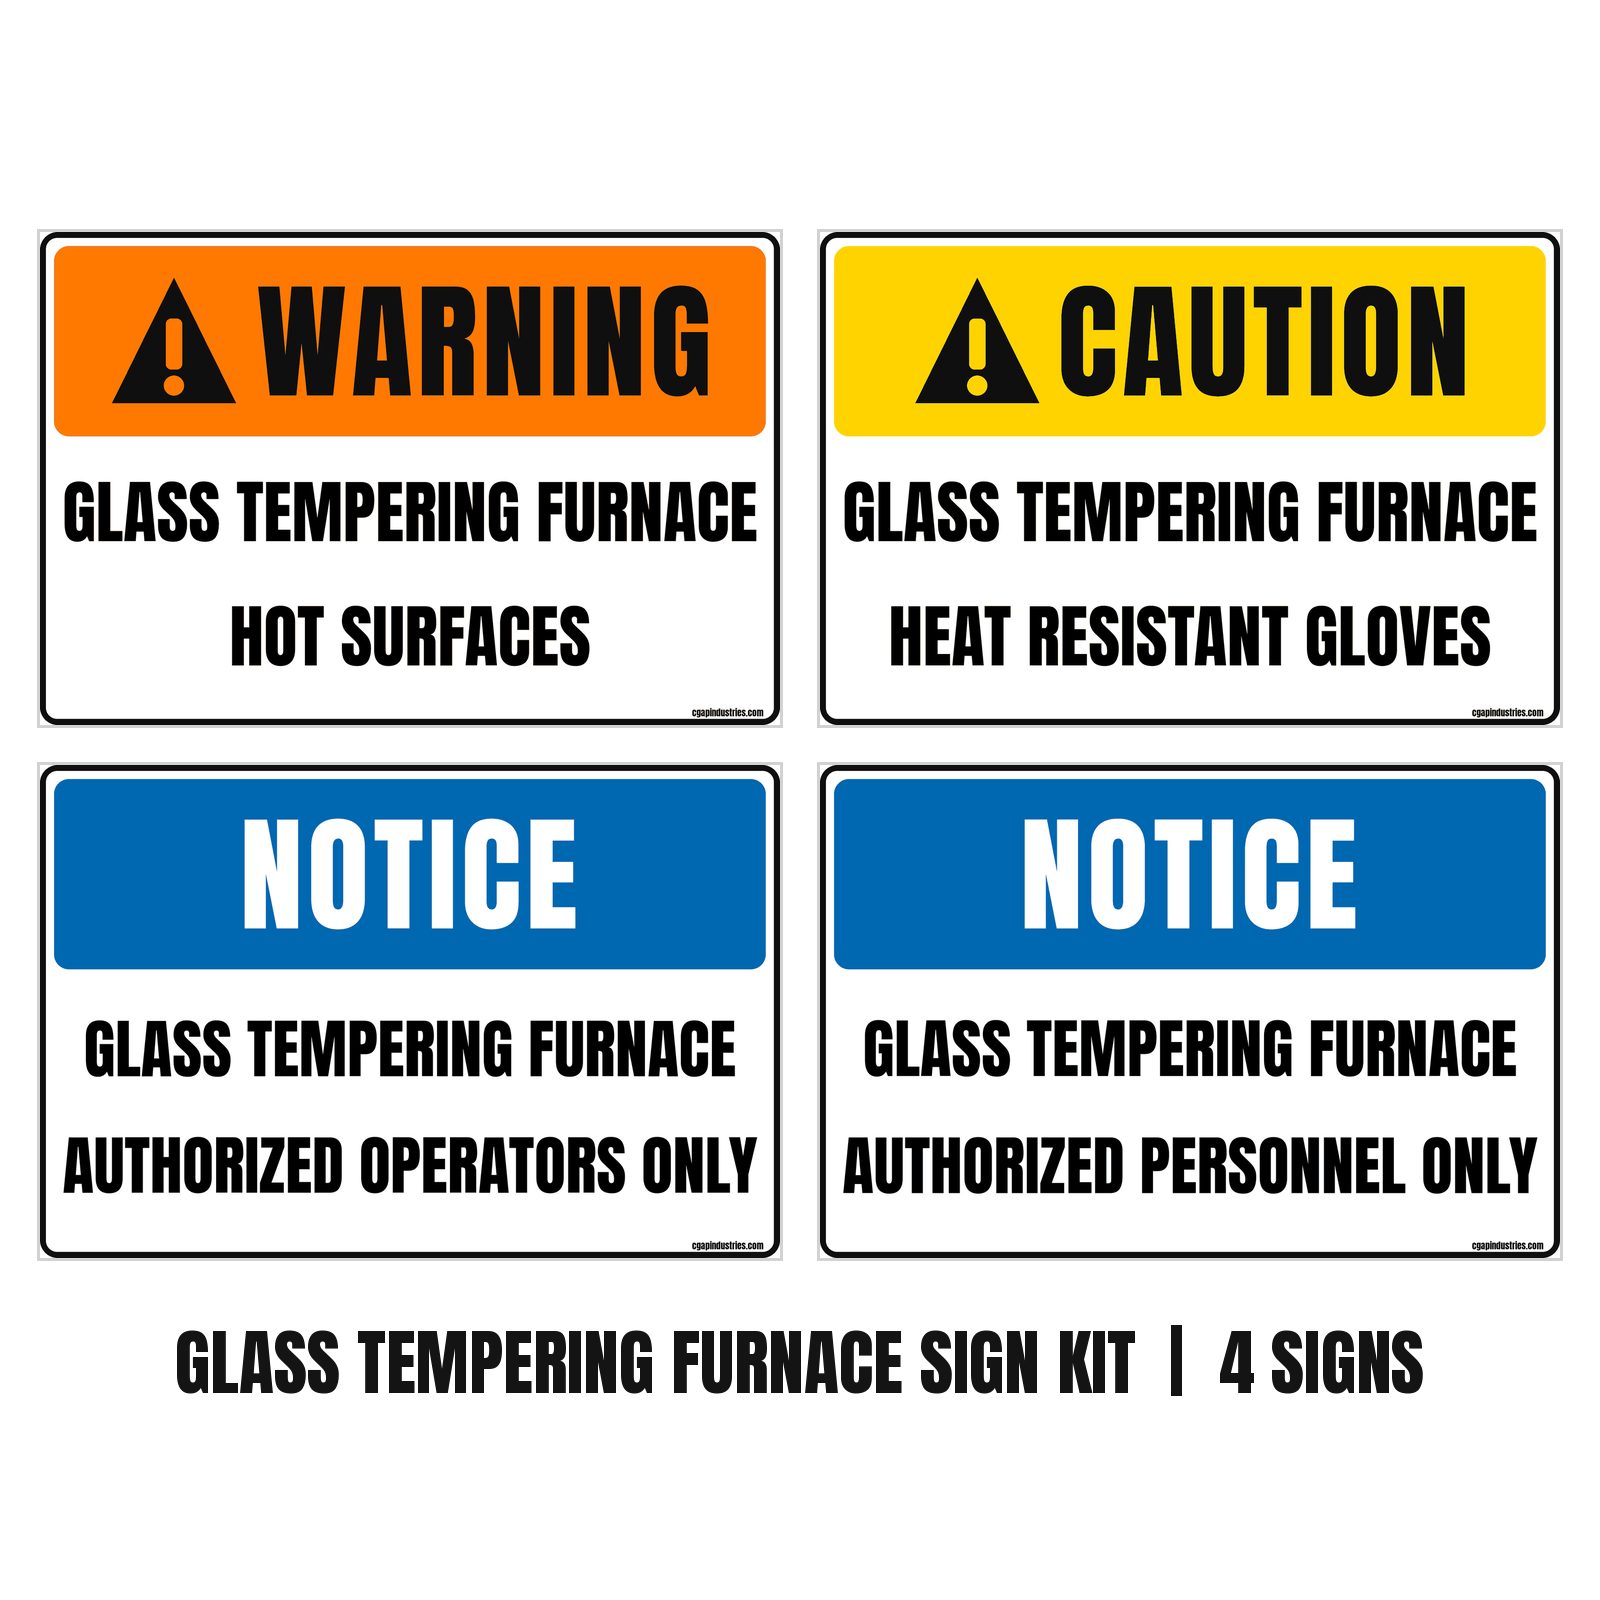 WARNING
GLASS TEMPERING FURNACE
HOT SURFACES
cgapindustries.com
CAUTION
GLASS TEMPERING FURNACE
HEAT RESISTANT GLOVES
cgapindustries.com
NOTICE
GLASS TEMPERING FURNACE
AUTHORIZED OPERATORS ONLY
cgapindustries.com
NOTICE
GLASS TEMPERING FURNACE
AUTHORIZED PERSONNEL ONLY
cgapindustries.com
GLASS TEMPERING FURNACE SIGN KIT | 4 SIGNS